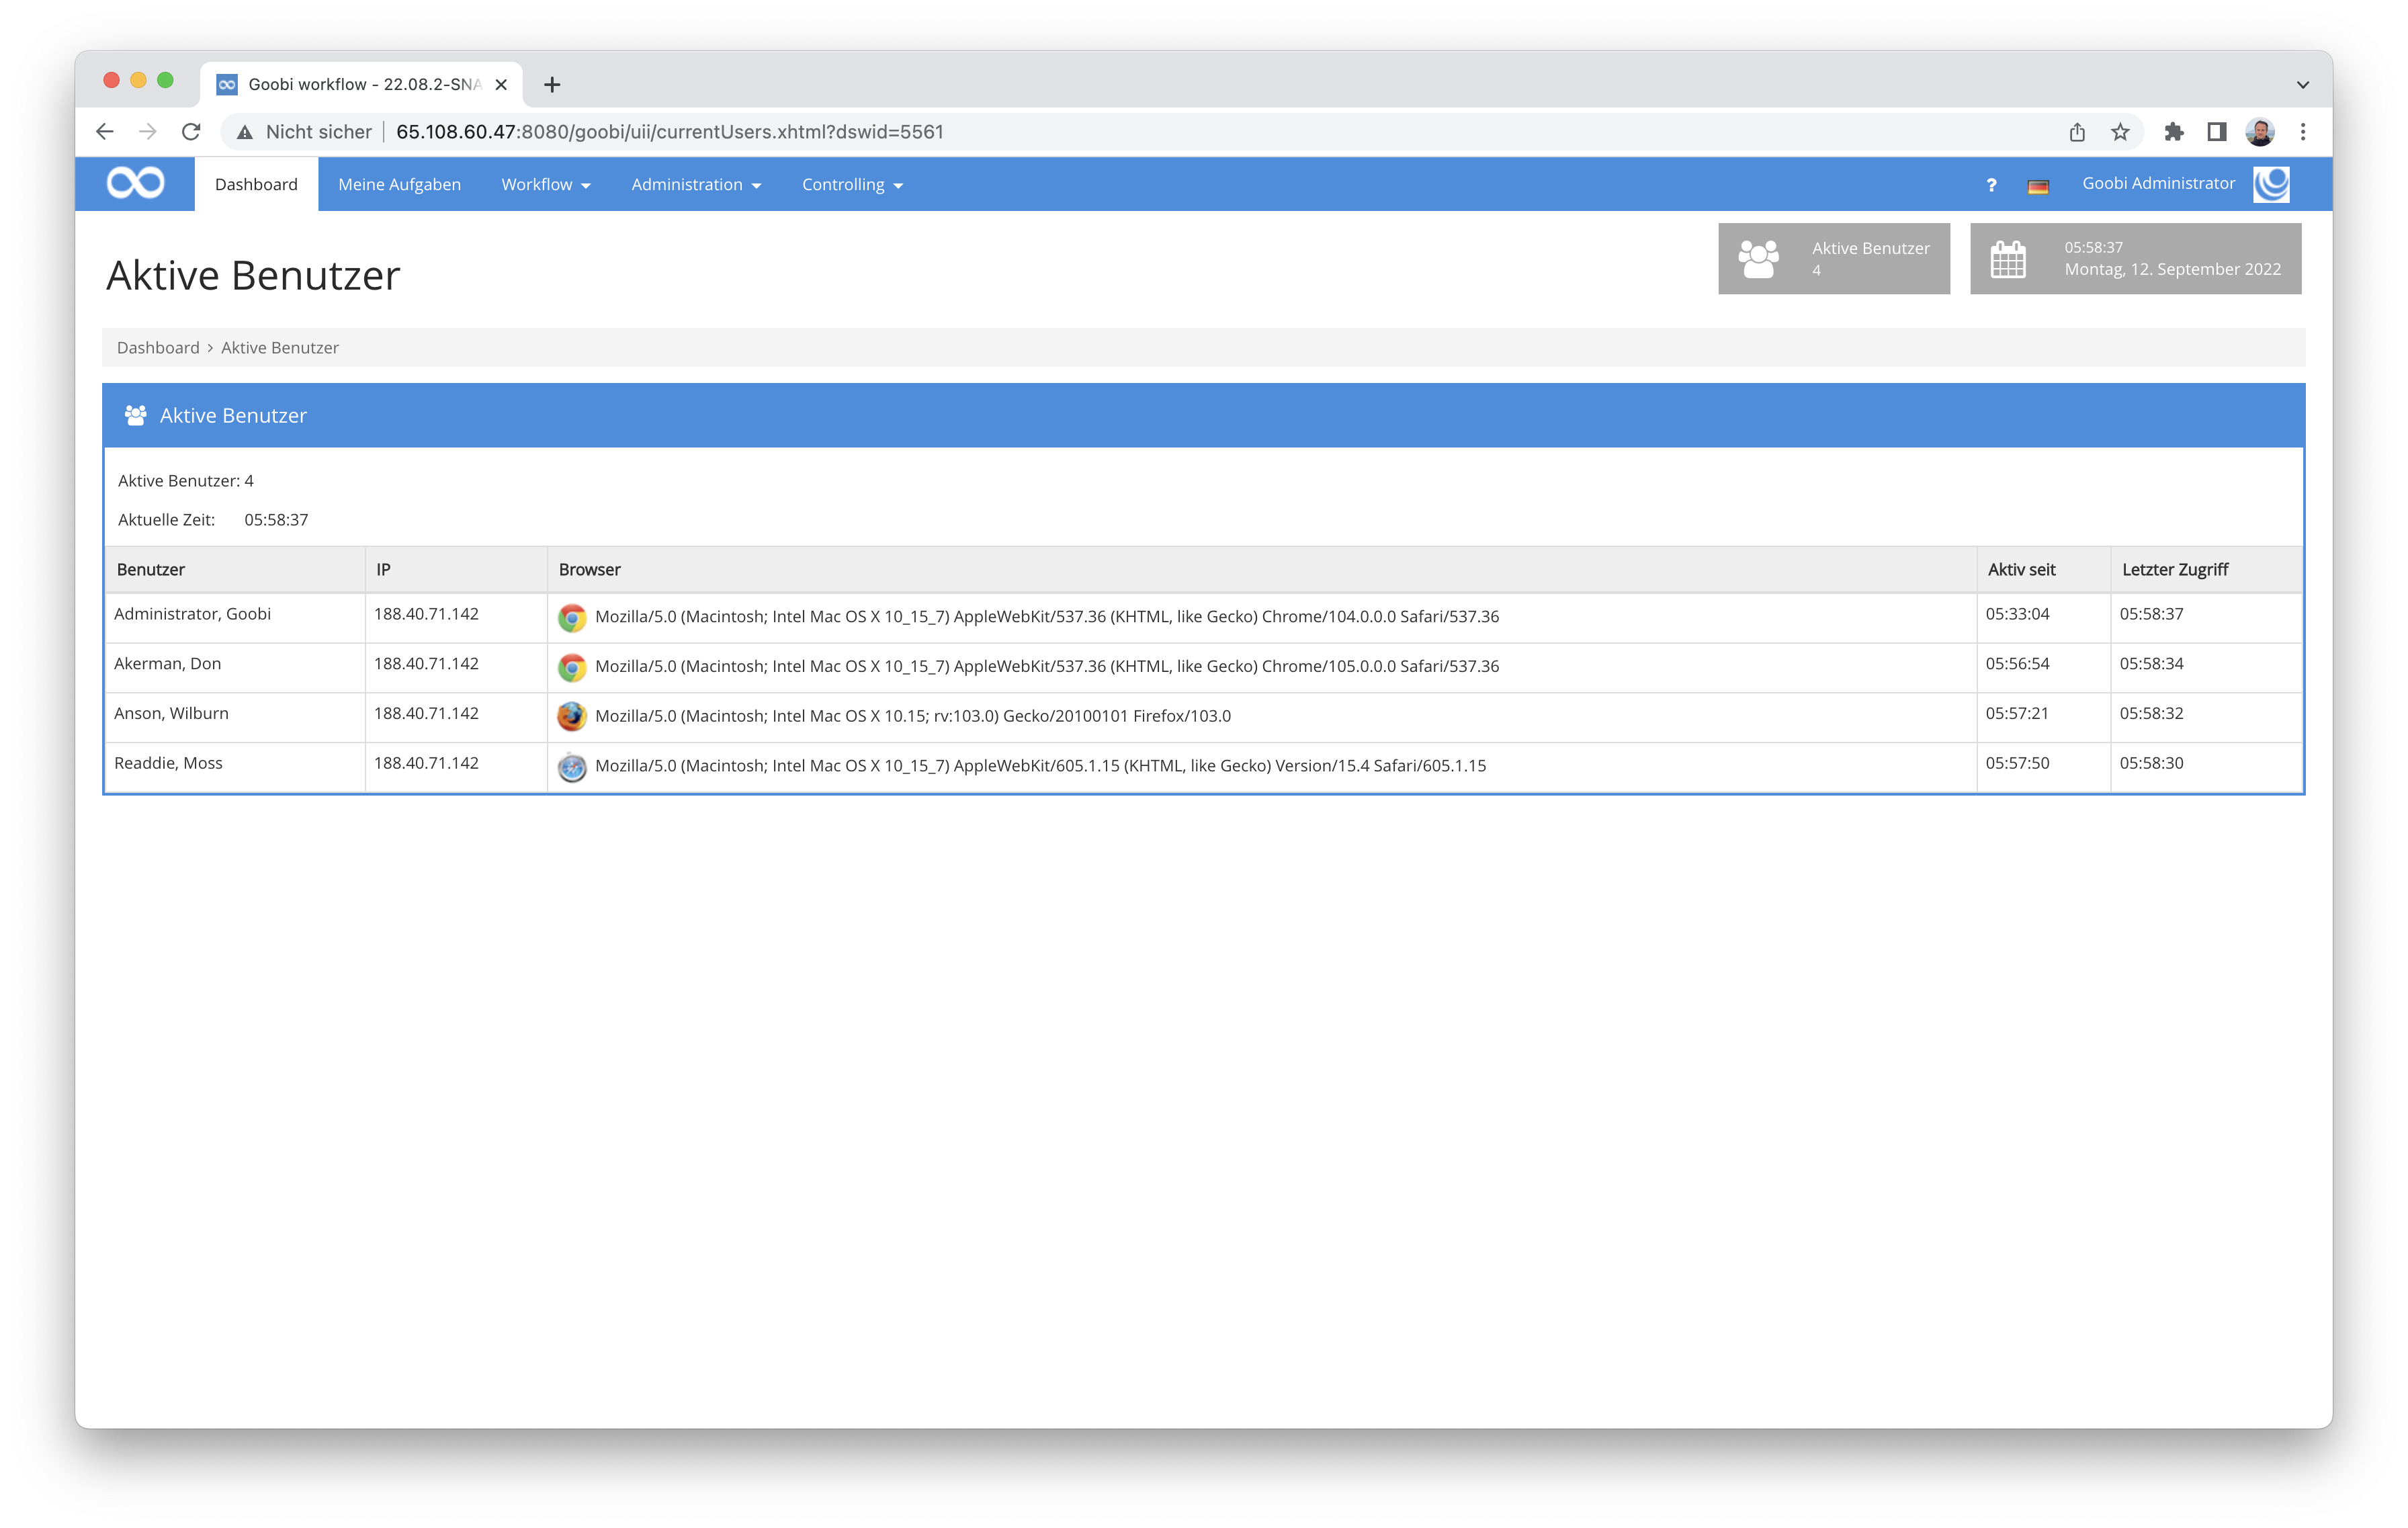 Goobi workflow - 22.08.2-SNA
Nicht sicher 65.108.60.47:8080/goobi/uii/currentUsers.xhtml?dswid=5561
Dashboard Meine Aufgaben Workflow Administration Controlling ? Goobi Administrator
Aktive Benutzer
Aktive Benutzer
4
05:58:37
Montag, 12. September 2022
Dashboard > Aktive Benutzer
Aktive Benutzer
Aktive Benutzer: 4
Aktuelle Zeit: 05:58:37
Benutzer IP Browser Aktiv seit Letzter Zugriff
Administrator, Goobi 188.40.71.142 Mozilla/5.0 (Macintosh; Intel Mac OS X 10_15_7) AppleWebKit/537.36 (KHTML, like Gecko) Chrome/104.0.0.0 Safari/537.36 05:33:04 05:58:37
Akerman, Don 188.40.71.142 Mozilla/5.0 (Macintosh; Intel Mac OS X 10_15_7) AppleWebKit/537.36 (KHTML, like Gecko) Chrome/105.0.0.0 Safari/537.36 05:56:54 05:58:34
Anson, Wilburn 188.40.71.142 Mozilla/5.0 (Macintosh; Intel Mac OS X 10.15; rv:103.0) Gecko/20100101 Firefox/103.0 05:57:21 05:58:32
Readdie, Moss 188.40.71.142 Mozilla/5.0 (Macintosh; Intel Mac OS X 10_15_7) AppleWebKit/605.1.15 (KHTML, like Gecko) Version/15.4 Safari/605.1.15 05:57:50 05:58:30